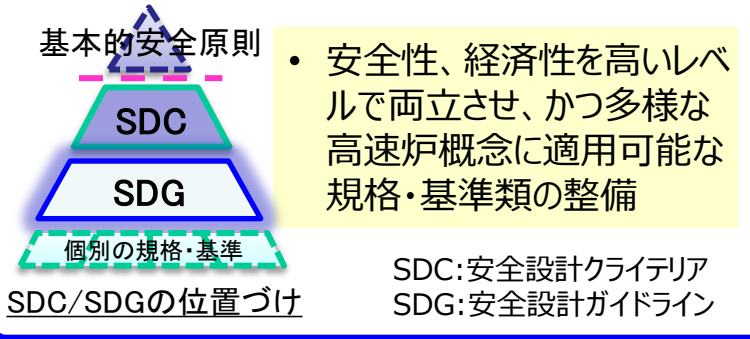 基本的安全原則
SDC
SDG
個別の規格・基準
SDC/SDGの位置づけ
• 安全性、経済性を高いレベ
ルで両立させ、かつ多様な
高速炉概念に適用可能な
規格・基準類の整備
SDC:安全設計クライテリア
SDG:安全設計ガイドライン